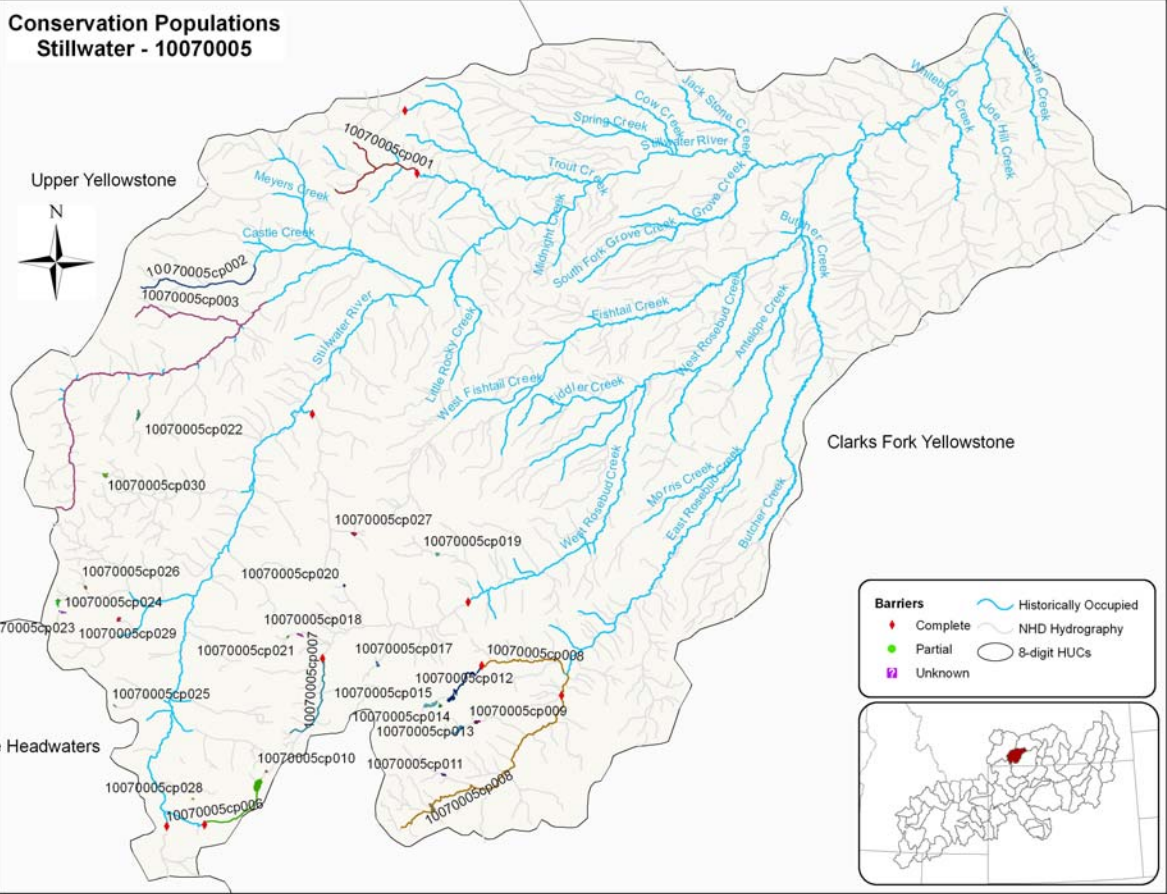 Conservation Populations
Stillwater - 10070005
Shane Creek
Whitebird Creek
Joe Hill Creek
Jack Stone Creek
Cow Creek
Spring Creek
Stillwater River
10070005cp001
Upper Yellowstone
Trout Creek
Meyers Creek
Grove Creek
N
Midnight Creek
Butcher Creek
Castle Creek
South Fork Grove Creek
10070005cp002
10070005cp003
Fishtail Creek
West Rosebud Creek
Antelope Creek
Stillwater River
Little Rocky Creek
West Fishtail Creek
Fiddler Creek
10070005cp022
Clarks Fork Yellowstone
10070005cp030
Morris Creek
East Rosebud Creek
West Rosebud Creek
Butcher Creek
10070005cp027
10070005cp019
10070005cp026
10070005cp020
10070005cp024
70005cp023
10070005cp029
10070005cp018
10070005cp021
10070005cp007
10070005cp017
10070005cp008
10070005cp012
10070005cp025
10070005cp015
10070005cp014
10070005cp009
10070005cp013
Headwaters
10070005cp010
10070005cp011
10070005cp028
10070005cp006
10070005cp008
Barriers
Complete
Partial
? Unknown
Historically Occupied
NHD Hydrography
8-digit HUCs